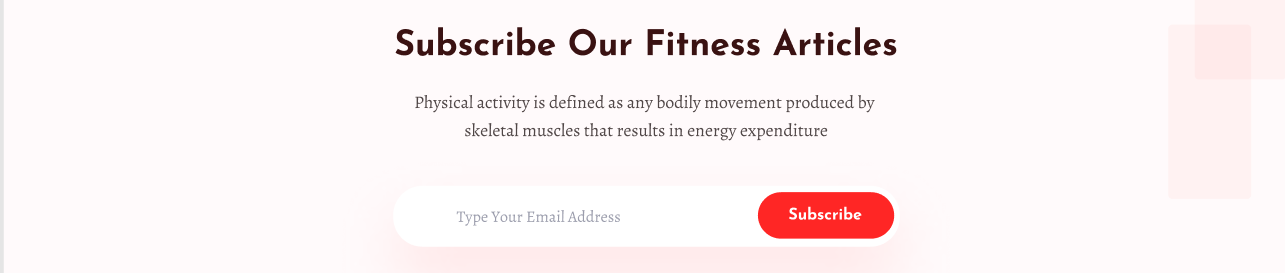 Subscribe Our Fitness Articles
Physical activity is defined as any bodily movement produced by
skeletal muscles that results in energy expenditure
Type Your Email Address
Subscribe